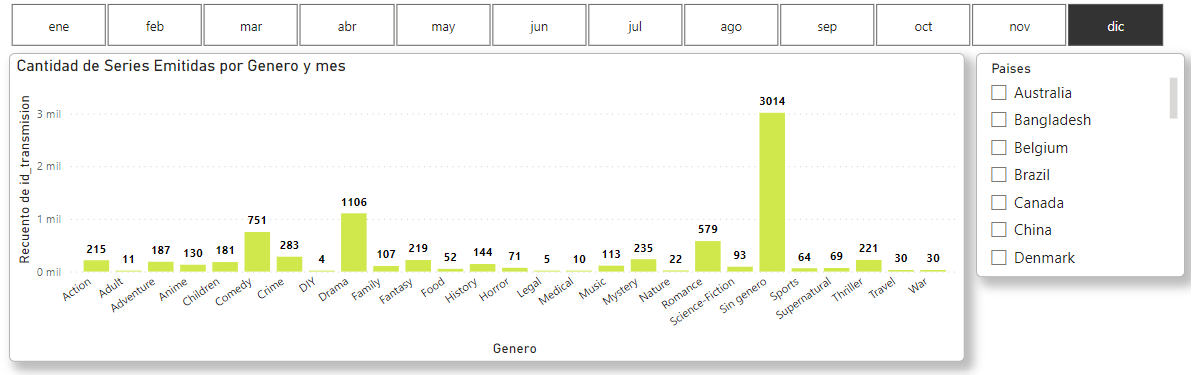 ene feb mar abr may jun jul ago sep oct nov dic
Cantidad de Series Emitidas por Genero y mes
Recuento de id_transmision
3 mil
2 mil
1 mil
0 mil
215 11 187 130 181 751 283 4 1106 107 219 52 144 71 5 10 113 235 22 579 93 3014 64 69 221 30 30
Action Adult Adventure Anime Children Comedy Crime DIY Drama Family Fantasy Food History Horror Legal Medical Music Mystery Nature Romance Science-Fiction Sin genero Sports Supernatural Thriller Travel War
Genero
Paises
Australia
Bangladesh
Belgium
Brazil
Canada
China
Denmark